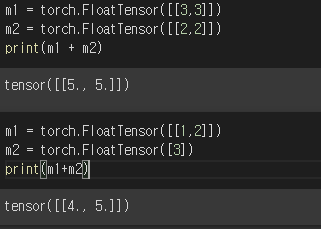 m1 = torch.FloatTensor([[3,3]])
m2 = torch.FloatTensor([[2,2]])
print(m1 + m2)
tensor([[5., 5.]])
m1 = torch.FloatTensor([[1,2]])
m2 = torch.FloatTensor([3])
print(m1+m2)
tensor([[4., 5.]])